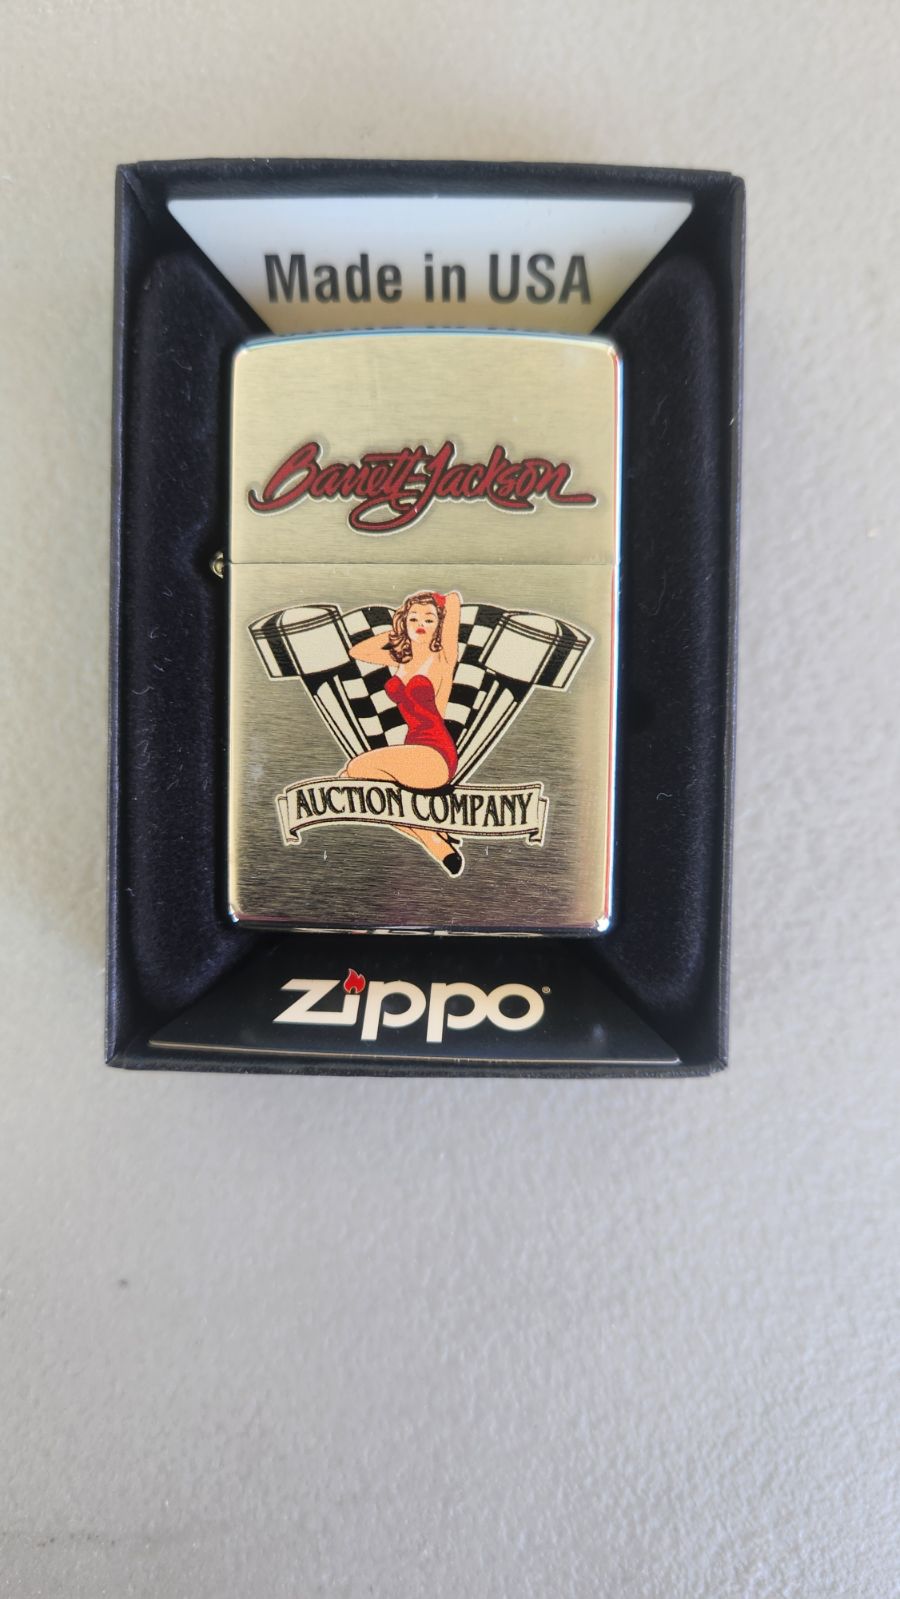 Made in USA
Barrett-Jackson
AUCTION COMPANY
zippo®